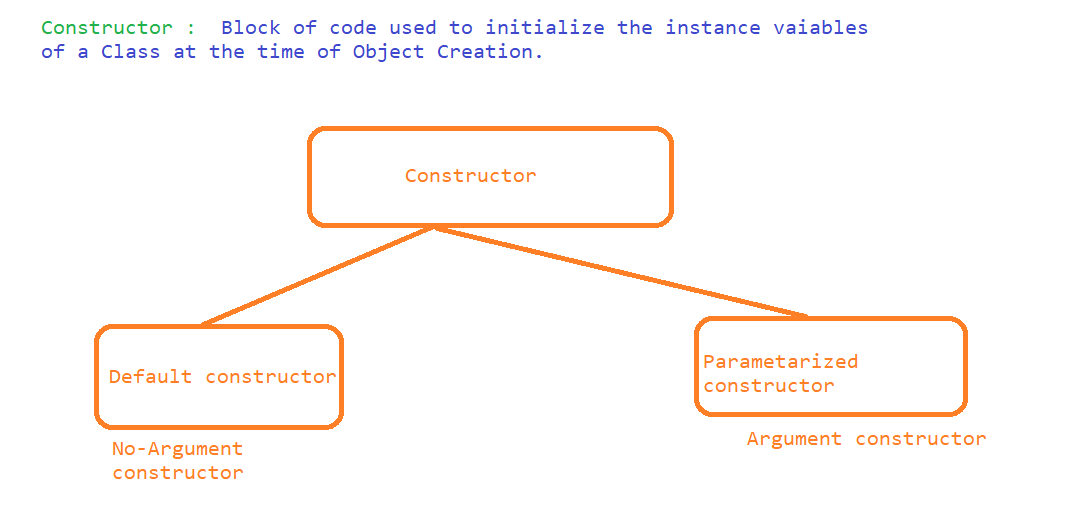 Constructor :  Block of code used to initialize the instance vaiables
of a Class at the time of Object Creation.
Constructor
Default constructor
No-Argument
constructor
Parametarized
constructor
Argument constructor